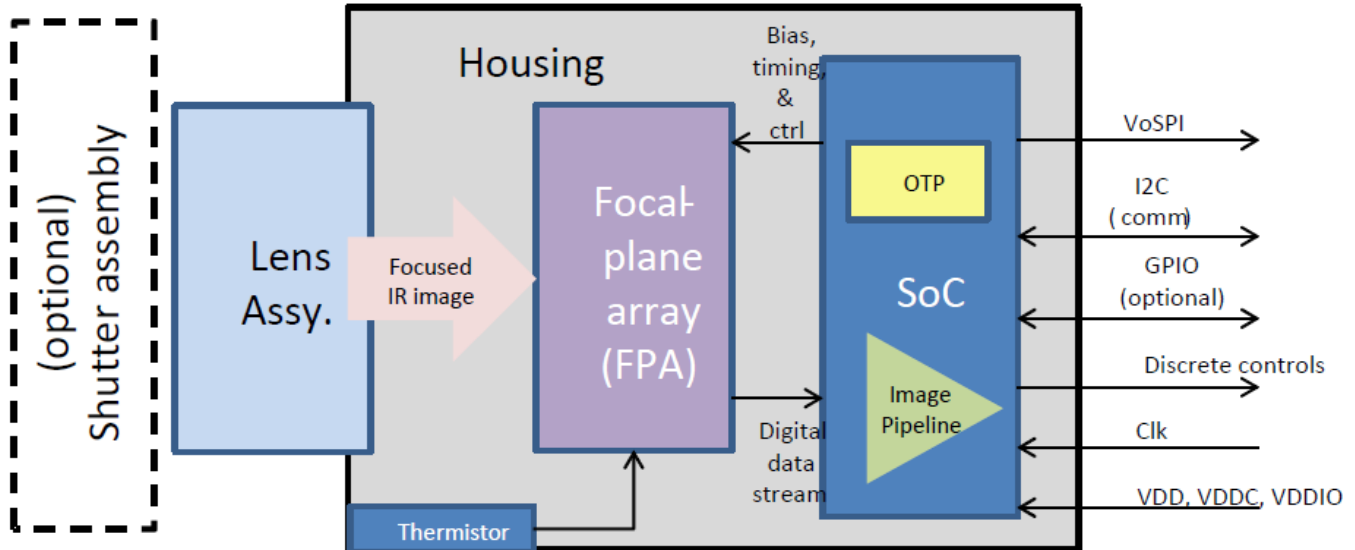 (optional)
Shutter assembly
Lens
Assy.
Housing
Focused
IR image
Focal-
plane
array
(FPA)
Thermistor
Bias,
timing,
&
ctrl
Digital
data
stream
OTP
SoC
Image
Pipeline
VoSPI
I2C
( comm)
GPIO
(optional)
Discrete controls
Clk
VDD, VDDC, VDDIO